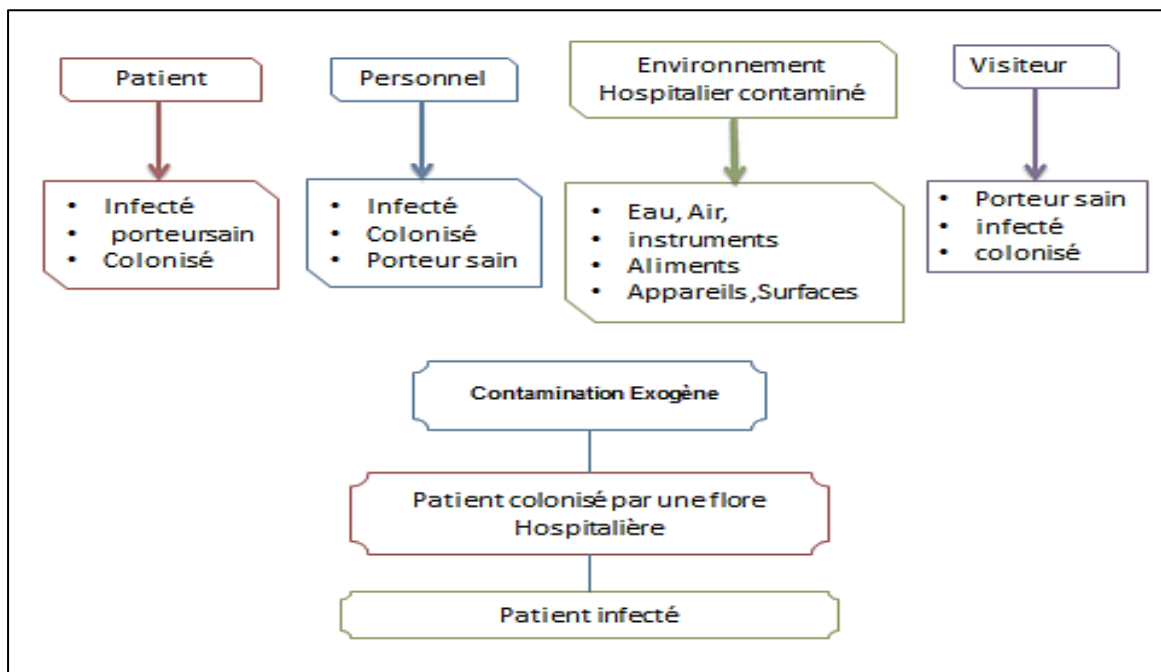 Patient
Personnel
Environnement
Hospitalier contaminé
Visiteur
• Infecté
• porteursain
• Colonisé
• Infecté
• Colonisé
• Porteur sain
• Eau, Air,
• instruments
• Aliments
• Appareils ,Surfaces
• Porteur sain
• infecté
• colonisé
Contamination Exogène
Patient colonisé par une flore
Hospitalière
Patient infecté